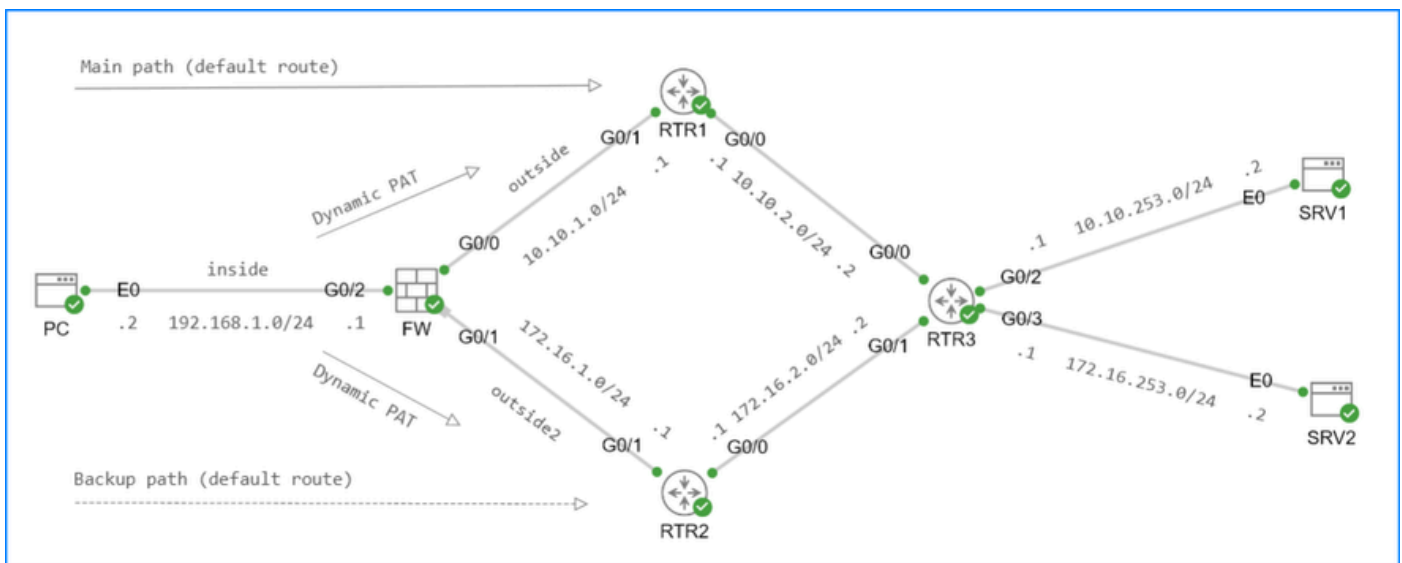 Main path (default route)
RTR1
G0/1
G0/0
outside
.1
.1 10.10.2.0/24 .2
Dynamic PAT
10.10.1.0/24
G0/0
G0/0
10.10.253.0/24
.2
E0
SRV1
.1
G0/2
inside
E0
G0/2
PC
.2
192.168.1.0/24
.1
FW
G0/1
172.16.1.0/24
G0/1
RTR3
G0/3
.1
172.16.253.0/24
E0
.2
SRV2
Dynamic PAT
outside2
.1
.1 172.16.2.0/24 .2
G0/1
G0/0
Backup path (default route)
RTR2